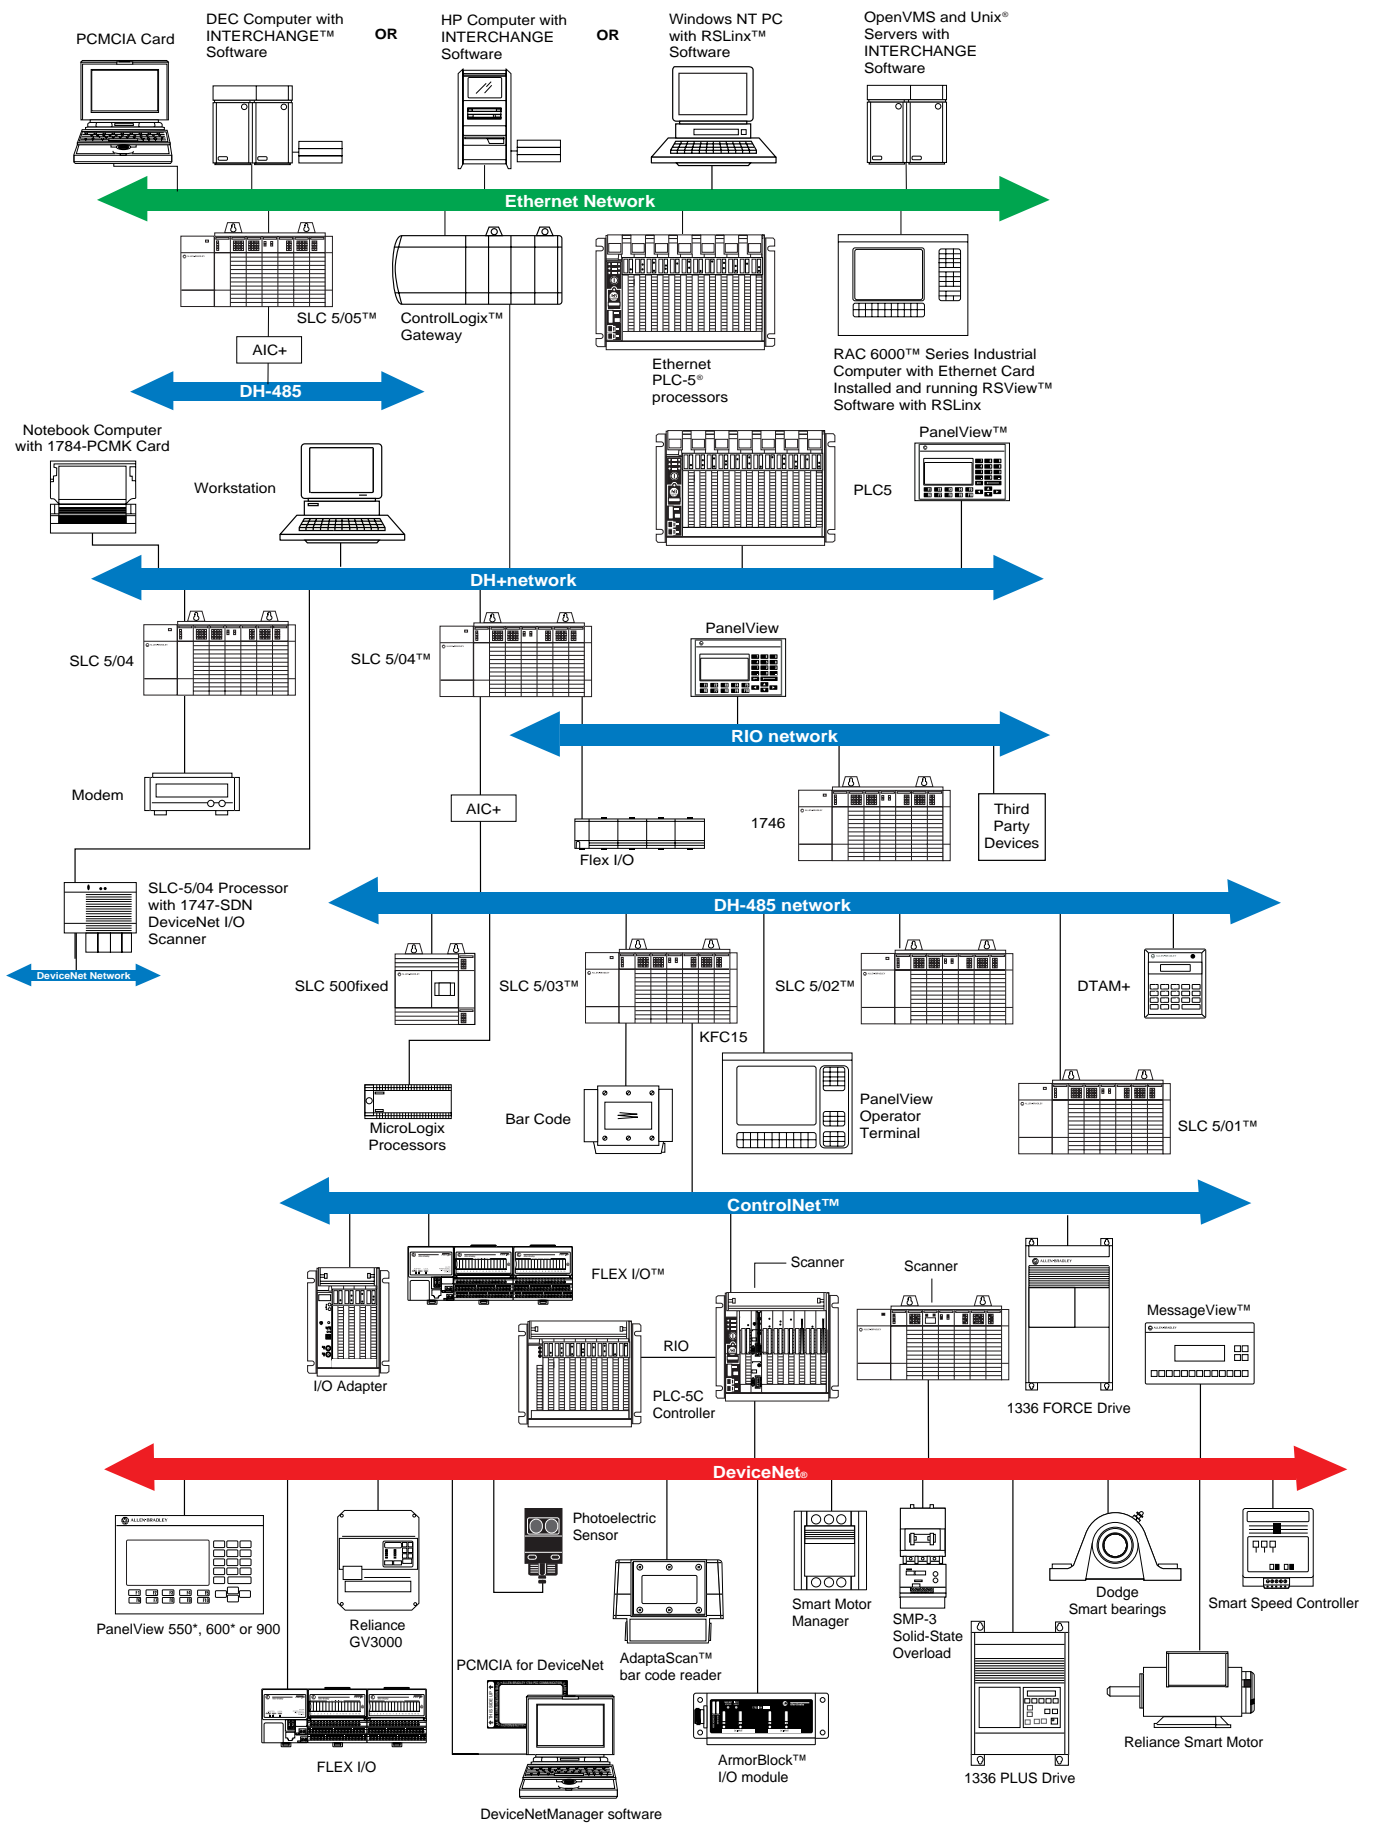 PCMCIA Card
DEC Computer with
INTERCHANGE™
Software
OR
HP Computer with
INTERCHANGE
Software
OR
Windows NT PC
with RSLinx™
Software
OpenVMS and Unix®
Servers with
INTERCHANGE
Software
Ethernet Network
SLC 5/05™
ControlLogix™
Gateway
Ethernet
PLC-5®
processors
RAC 6000™ Series Industrial
Computer with Ethernet Card
Installed and running RSView™
Software with RSLinx
AIC+
DH-485
Notebook Computer
with 1784-PCMK Card
Workstation
PLC5
PanelView™
DH+network
SLC 5/04
SLC 5/04™
PanelView
RIO network
Modem
AIC+
Flex I/O
1746
Third
Party
Devices
SLC-5/04 Processor
with 1747-SDN
DeviceNet I/O
Scanner
DeviceNet Network
DH-485 network
SLC 500fixed
SLC 5/03™
SLC 5/02™
DTAM+
KFC15
MicroLogix
Processors
Bar Code
PanelView
Operator
Terminal
SLC 5/01™
ControlNet™
FLEX I/O™
Scanner
Scanner
ALLEN-BRADLEY
MessageView™
I/O Adapter
RIO
PLC-5C
Controller
1336 FORCE Drive
DeviceNet®
ALLEN-BRADLEY
PanelView 550*, 600* or 900
Reliance
GV3000
Photoelectric
Sensor
AdaptaScan™
bar code reader
Smart Motor
Manager
SMP-3
Solid-State
Overload
Dodge
Smart bearings
Smart Speed Controller
FLEX I/O
PCMCIA for DeviceNet
DeviceNetManager software
ArmorBlock™
I/O module
1336 PLUS Drive
Reliance Smart Motor